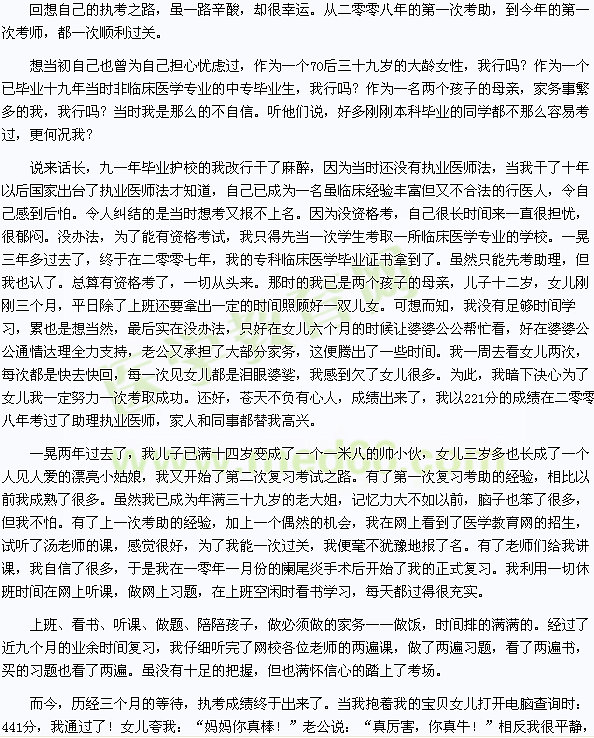 回想自己的执考之路，虽一路辛酸，却很幸运。从二零零八年的第一次考助，到今年的第
一次考师，都一次顺利过关。
想当初自己也曾为自己担心忧虑过，作为一个70后三十九岁的大龄女性，我行吗？作为一个
已毕业十九年当时非临床医学专业的中专毕业生，我行吗？作为一名两个孩子的母亲，家务事繁
多的我，我行吗？当时我是那么的不自信。听他们说，好多刚刚本科毕业的同学都不那么容易考
过，更何况我？
说来话长，九一年毕业护校的我改行干了麻醉，因为当时还没有执业医师法，当我干了十年
以后国家出台了执业医师法才知道，自己已成为一名虽临床经验丰富但又不合法的行医人，令自
己感到后怕。令人纠结的是当时想考又报不上名。因为没资格考，自己很长时间来一直很担忧，
很郁闷。没办法，为了能有资格考试，我只得先当一次学生考取一所临床医学专业的学校。一晃
三年多过去了，终于在二零零七年，我的专科临床医学毕业证书拿到了。虽然只能先考助理，但
我也认了。总算有资格考了，一切从头来。那时的我已是两个孩子的母亲，儿子十二岁，女儿刚
刚三个月，平日除了上班还要拿出一定的时间照顾好一双儿女。可想而知，我没有足够时间学
习，累也是想当然，最后实在没办法，只好在女儿六个月的时候让婆婆公公帮忙看，好在婆婆公
公通情达理全力支持，老公又承担了大部分家务，这便腾出了一些时间。我一周去看女儿两次，
每次都是快去快回，每一次见女儿都是泪眼婆娑，我感到欠了女儿很多。为此，我暗下决心为了
女儿我一定努力一次考取成功。还好，苍天不负有心人，成绩出来了，我以221分的成绩在二零零
八年考过了助理执业医师，家人和同事都替我高兴。
一晃两年过去了，我儿子已满十四岁变成了一个一米八的帅小伙，女儿三岁多也长成了一个
人见人爱的漂亮小姑娘，我又开始了第二次复习考试之路。有了第一次复习考助的经验，相比以
前我成熟了很多。虽然我已成为年满三十九岁的老大姐，记忆力大不如以前，脑子也笨了很多，
但我不怕。有了上一次考助的经验，加上一个偶然的机会，我在网上看到了医学教育网的招生，
试听了汤老师的课，感觉很好，为了我能一次过关，我便毫不犹豫地报了名。有了老师们给我讲
课，我自信了很多，于是我在一零年一月份的阑尾炎手术后开始了我的正式复习。我利用一切休
班时间在网上听课，做网上习题，在上班空闲时看书学习，每天都过得很充实。
上班、看书、听课、做题、陪陪孩子，做必须做的家务一一做饭，时间排的满满的。经过了
近九个月的业余时间复习，我仔细听完了网校各位老师的两遍课，做了两遍习题，看了两遍书，
买的习题也看了两遍。虽没有十足的把握，但也满怀信心的踏上了考场。
而今，历经三个月的等待，执考成绩终于出来了。当我抱着我的宝贝女儿打开电脑查询时：
441分，我通过了！女儿夸我：“妈妈你真棒！”老公说：“真厉害，你真牛！”相反我很平静，
医学教育网
www.med66.com